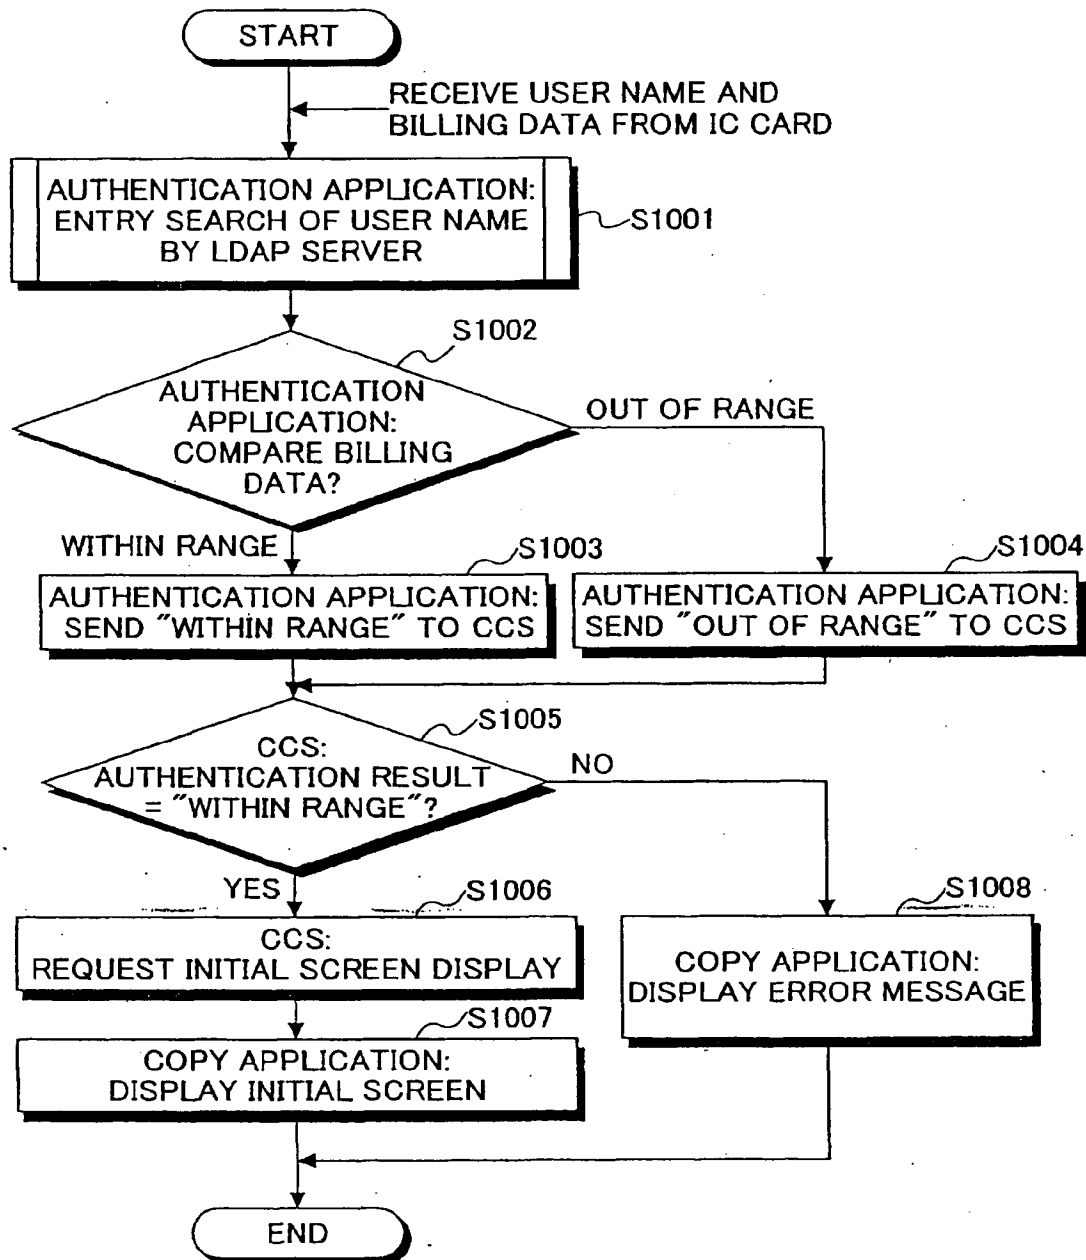 START
RECEIVE USER NAME AND
BILLING DATA FROM IC CARD
AUTHENTICATION APPLICATION:
ENTRY SEARCH OF USER NAME
BY LDAP SERVER
S1001
S1002
AUTHENTICATION
APPLICATION:
COMPARE BILLING
DATA?
OUT OF RANGE
WITHIN RANGE
S1003
AUTHENTICATION APPLICATION:
SEND "WITHIN RANGE" TO CCS
S1004
AUTHENTICATION APPLICATION:
SEND "OUT OF RANGE" TO CCS
S1005
CCS:
AUTHENTICATION RESULT
= "WITHIN RANGE"?
NO
YES
S1006
CCS:
REQUEST INITIAL SCREEN DISPLAY
S1008
COPY APPLICATION:
DISPLAY ERROR MESSAGE
S1007
COPY APPLICATION:
DISPLAY INITIAL SCREEN
END